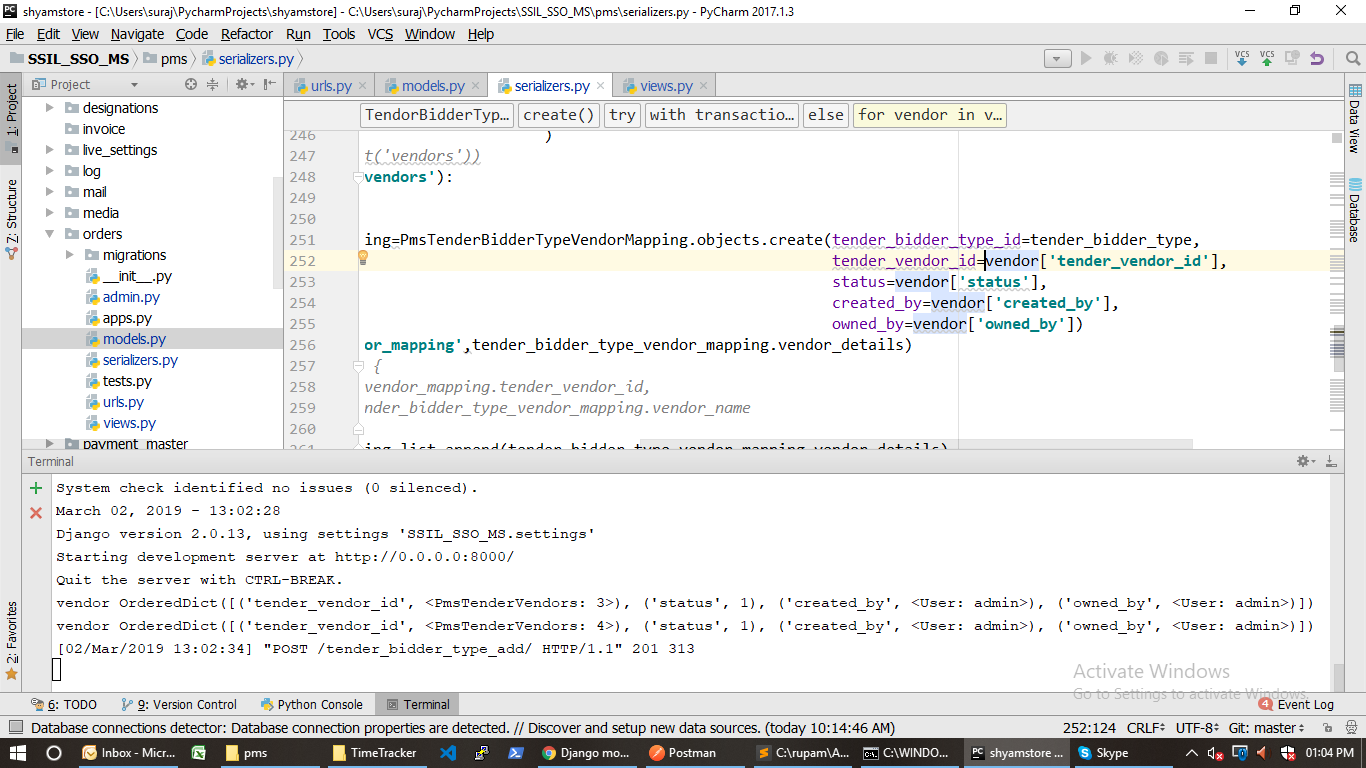 shyamstore - [C:\Users\suraj\PycharmProjects\shyamstore] - C:\Users\suraj\PycharmProjects\SSIL_SSO_MS\pms\serializers.py - PyCharm 2017.1.3
File Edit View Navigate Code Refactor Run Tools VCS Window Help
SSIL_SSO_MS pms serializers.py
VCS VCS
1: Project
Z: Structure
2: Favorites
Project
designations
invoice
live_settings
log
mail
media
orders
migrations
__init__.py
admin.py
apps.py
models.py
serializers.py
tests.py
urls.py
views.py
payment_master
urls.py models.py serializers.py views.py
TendorBidderTyp... create() try with transactio... else for vendor in v...
246 )
247 t('vendors'))
248 vendors'):
249
250
251 ing=PmsTenderBidderTypeVendorMapping.objects.create(tender_bidder_type_id=tender_bidder_type,
252 tender_vendor_id=vendor['tender_vendor_id'],
253 status=vendor['status'],
254 created_by=vendor['created_by'],
255 owned_by=vendor['owned_by'])
256 or_mapping',tender_bidder_type_vendor_mapping.vendor_details)
257 {
258 vendor_mapping.tender_vendor_id,
259 nder_bidder_type_vendor_mapping.vendor_name
260
261 ing_list.append(tender_bidder_type_vendor_mapping.vendor_details)
Data View
Database
Terminal
System check identified no issues (0 silenced).
March 02, 2019 - 13:02:28
Django version 2.0.13, using settings 'SSIL_SSO_MS.settings'
Starting development server at http://0.0.0.0:8000/
Quit the server with CTRL-BREAK.
vendor OrderedDict([('tender_vendor_id', <PmsTenderVendors: 3>), ('status', 1), ('created_by', <User: admin>), ('owned_by', <User: admin>)])
vendor OrderedDict([('tender_vendor_id', <PmsTenderVendors: 4>), ('status', 1), ('created_by', <User: admin>), ('owned_by', <User: admin>)])
[02/Mar/2019 13:02:34] "POST /tender_bidder_type_add/ HTTP/1.1" 201 313
Activate Windows
Go to Settings to activate Windows.
6: TODO 9: Version Control Python Console Terminal 4 Event Log
Database connections detector: Database connection properties are detected. // Discover and setup new data sources. (today 10:14:46 AM) 252:124 CRLF UTF-8 Git: master
Inbox - Micr... pms TimeTracker Django mo... Postman C:\rupam\A... C:\WINDO... PC shyamstore ... Skype 01:04 PM